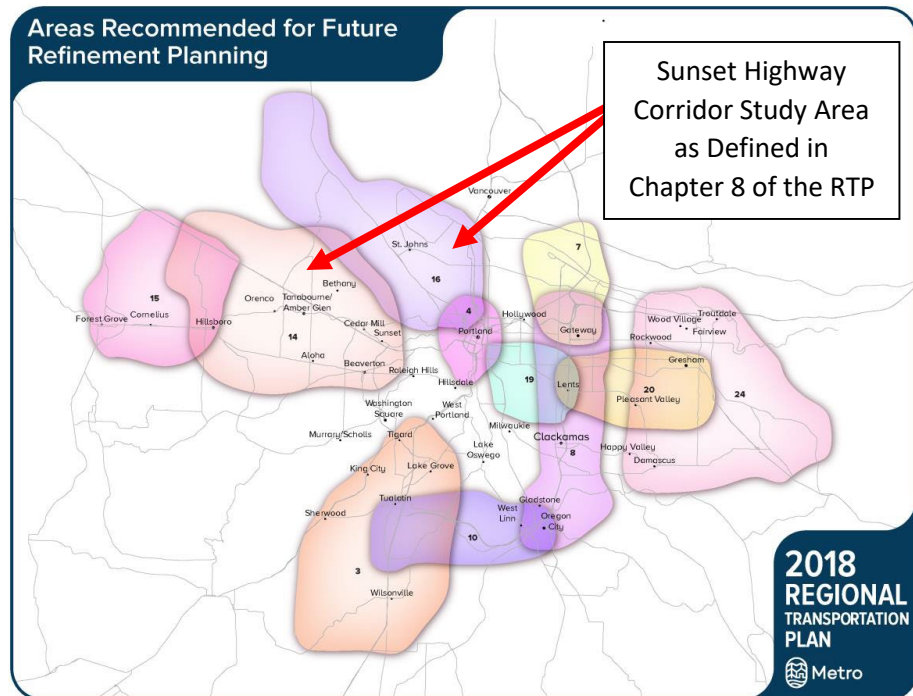 Areas Recommended for Future
Refinement Planning
Sunset Highway
Corridor Study Area
as Defined in
Chapter 8 of the RTP
Vancouver
St. Johns
16
7
15
Forest Grove
Cornelius
Hillsboro
Orenco
Tanabourne/
Amber Glen
Bethany
14
Cedar Mill
Sunset
Aloha
Beaverton
4
Portland
Hollywood
Gateway
Wood Village
Troutdale
Fairview
Rockwood
Raleigh Hills
Hillsdale
19
Lents
20
Gresham
Pleasant Valley
24
Washington
Square
West
Portland
Milwaukie
Murrary/Scholls
Tigard
Lake
Oswego
Clackamas
8
Happy Valley
Damascus
King City
Lake Grove
Tualatin
Sherwood
West
Linn
Gladstone
Oregon
City
10
3
Wilsonville
2018
REGIONAL
TRANSPORTATION
PLAN
Metro